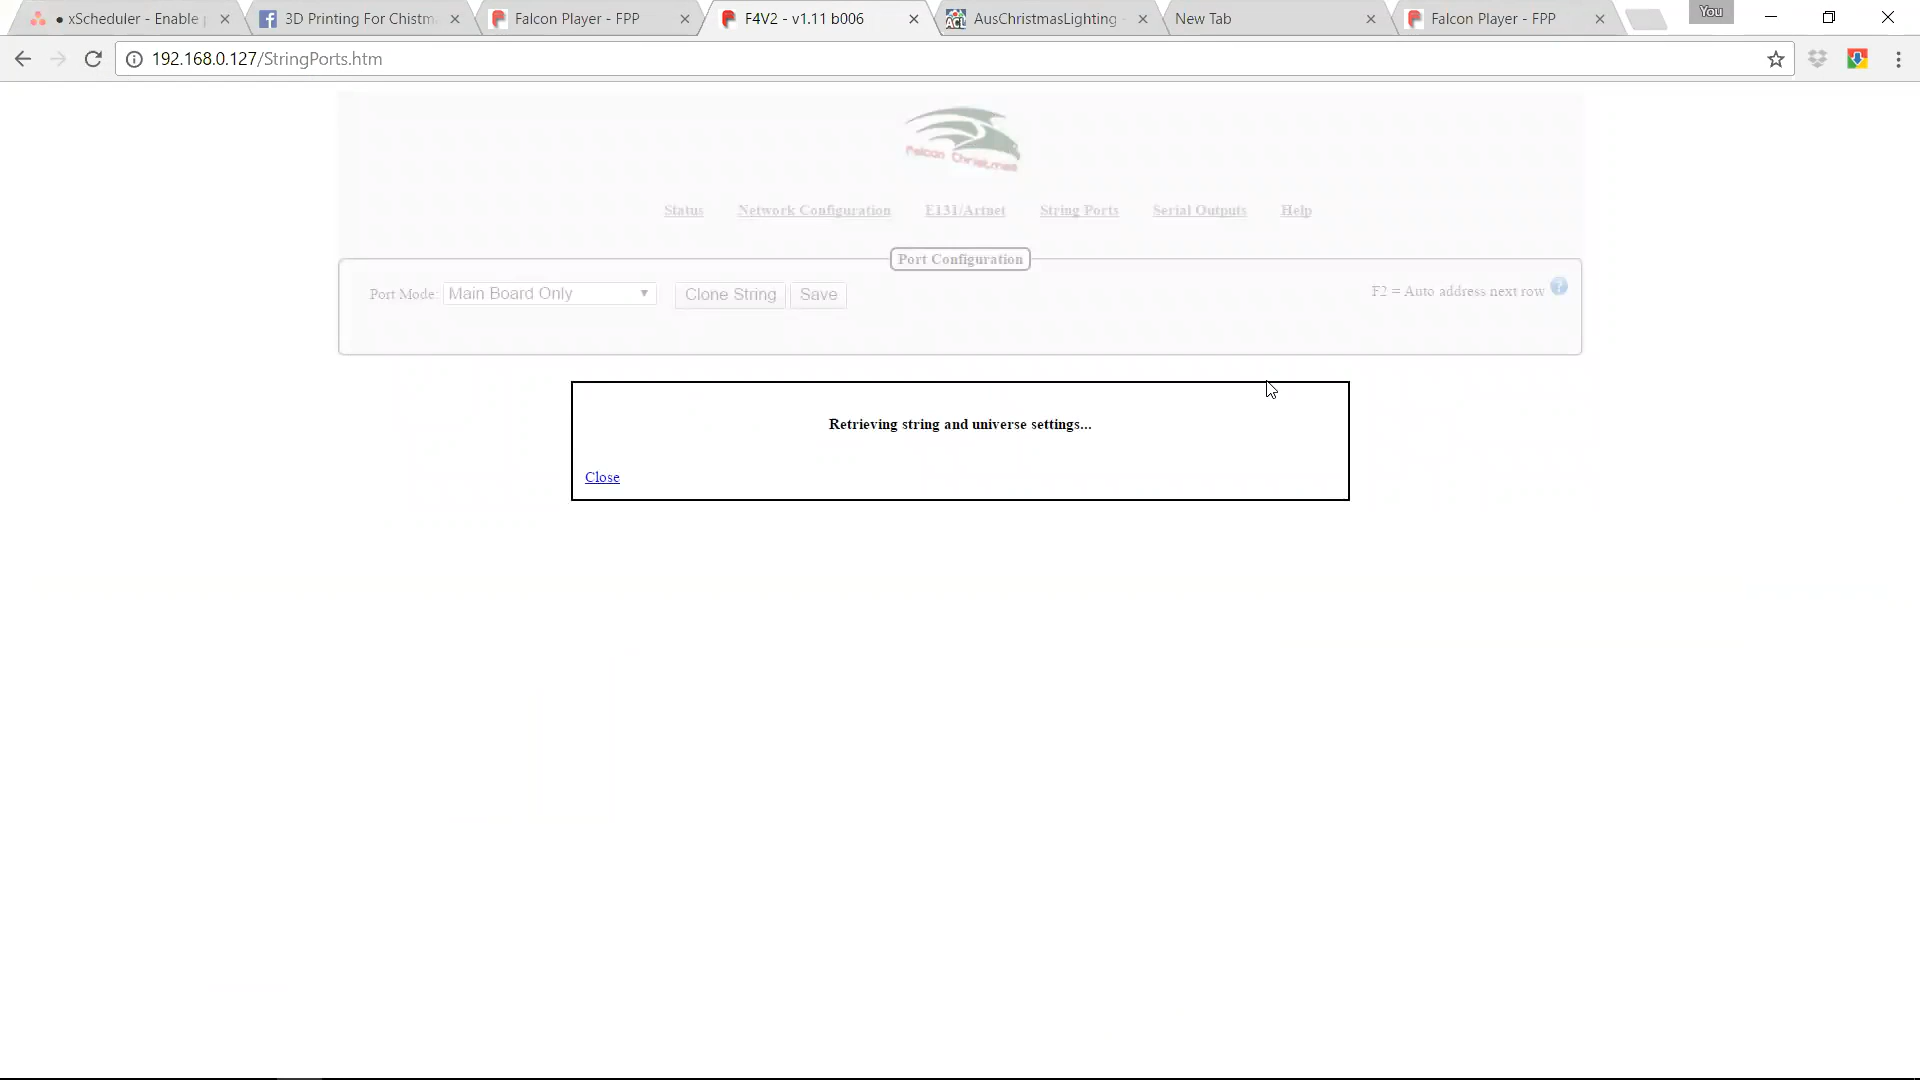 ● xScheduler - Enable
3D Printing For Chistm
Falcon Player - FPP
F4V2 - v1.11 b006
AusChristmasLighting -
New Tab
Falcon Player - FPP
You
192.168.0.127/StringPorts.htm
Falcon Christmas
Status
Network Configuration
E131/Artnet
String Ports
Serial Outputs
Help
Port Configuration
Port Mode: Main Board Only
Clone String
Save
F2 = Auto address next row
Retrieving string and universe settings...
Close